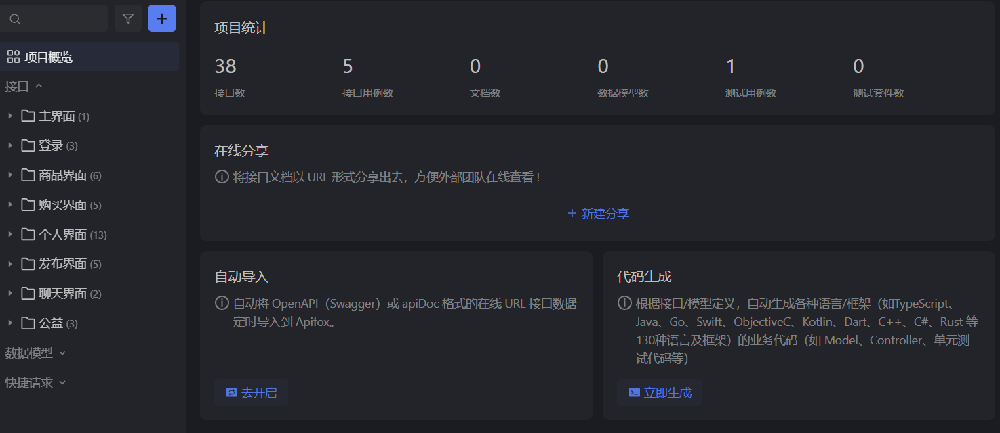 项目概览
接口
主界面 (1)
登录 (3)
商品界面 (6)
购买界面 (5)
个人界面 (13)
发布界面 (5)
聊天界面 (2)
公益 (3)
数据模型
快捷请求
项目统计
38
5
0
0
1
0
接口数
接口用例数
文档数
数据模型数
测试用例数
测试套件数
在线分享
将接口文档以 URL 形式分享出去，方便外部团队在线查看！
+ 新建分享
自动导入
自动将 OpenAPI（Swagger）或 apiDoc 格式的在线 URL 接口数据
定时导入到 Apifox。
去开启
代码生成
根据接口/模型定义，自动生成各种语言/框架（如TypeScript、
Java、Go、Swift、ObjectiveC、Kotlin、Dart、C++、C#、Rust 等
130种语言及框架）的业务代码（如 Model、Controller、单元测
试代码等）
立即生成